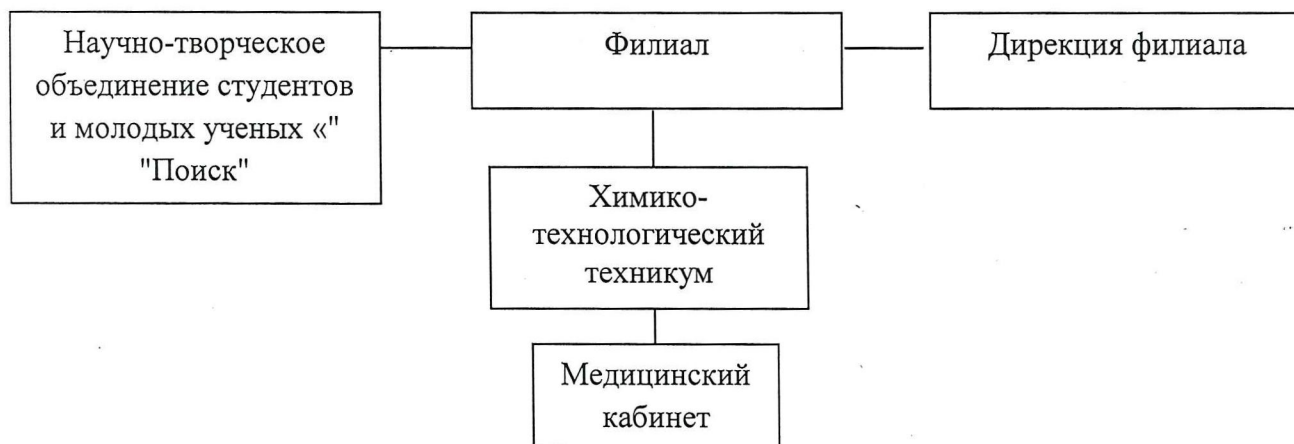 Научно-творческое
объединение студентов
и молодых ученых «"
"Поиск"
Филиал
Дирекция филиала
Химико-
технологический
техникум
Медицинский
кабинет